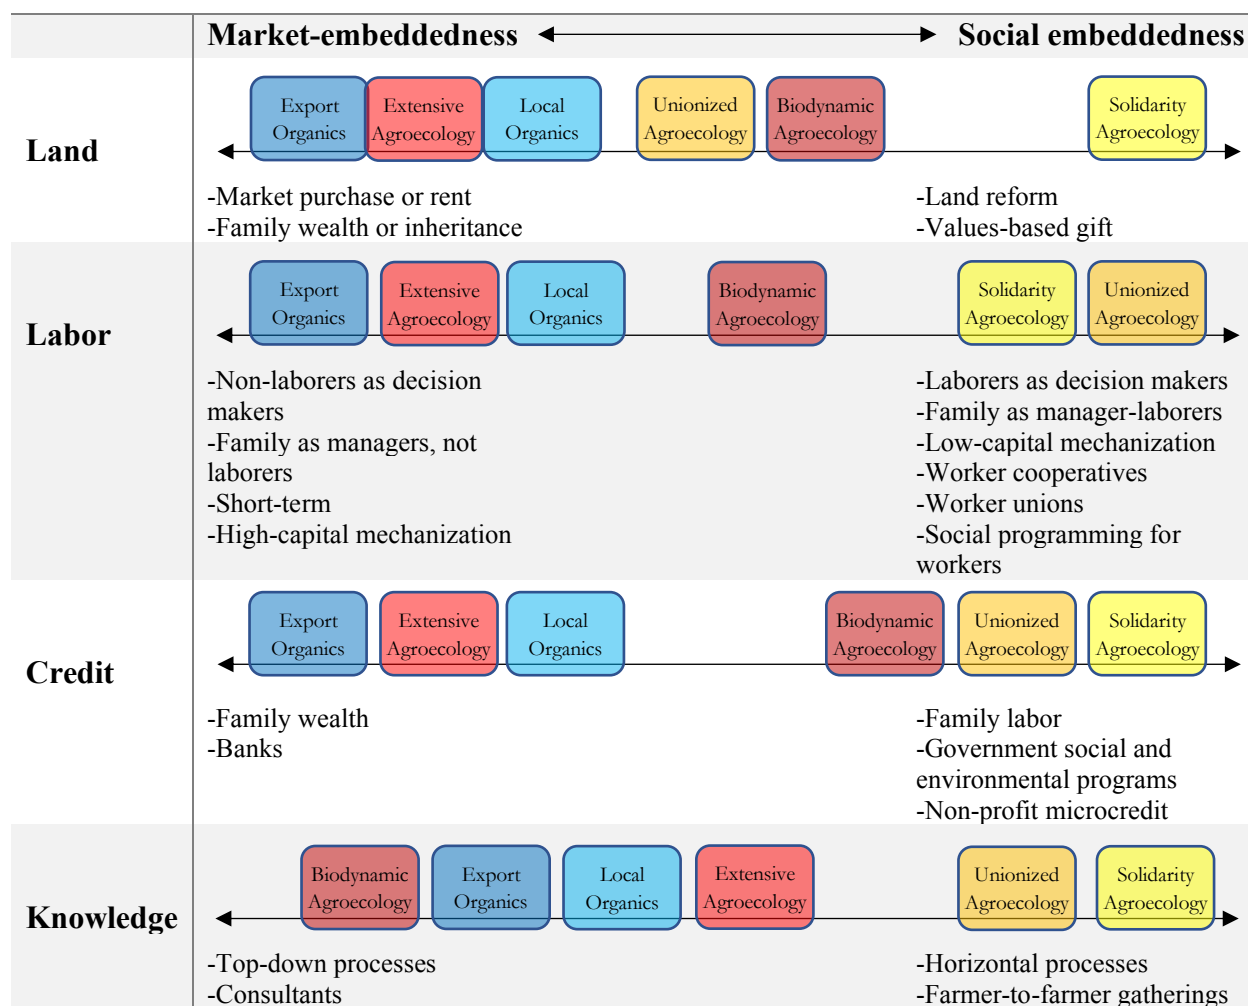 Market-embeddedness Social embeddedness
Land
Export
Organics
Extensive
Agroecology
Local
Organics
Unionized
Agroecology
Biodynamic
Agroecology
Solidarity
Agroecology
-Market purchase or rent
-Family wealth or inheritance
-Land reform
-Values-based gift
Labor
Export
Organics
Extensive
Agroecology
Local
Organics
Biodynamic
Agroecology
Solidarity
Agroecology
Unionized
Agroecology
-Non-laborers as decision
makers
-Family as managers, not
laborers
-Short-term
-High-capital mechanization
-Laborers as decision makers
-Family as manager-laborers
-Low-capital mechanization
-Worker cooperatives
-Worker unions
-Social programming for
workers
Credit
Export
Organics
Extensive
Agroecology
Local
Organics
Biodynamic
Agroecology
Unionized
Agroecology
Solidarity
Agroecology
-Family wealth
-Banks
-Family labor
-Government social and
environmental programs
-Non-profit microcredit
Knowledge
Biodynamic
Agroecology
Export
Organics
Local
Organics
Extensive
Agroecology
Unionized
Agroecology
Solidarity
Agroecology
-Top-down processes
-Consultants
-Horizontal processes
-Farmer-to-farmer gatherings